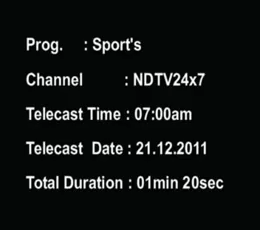 Prog. : Sport's
Channel : NDTV24x7
Telecast Time : 07:00am
Telecast Date : 21.12.2011
Total Duration : 01min 20sec